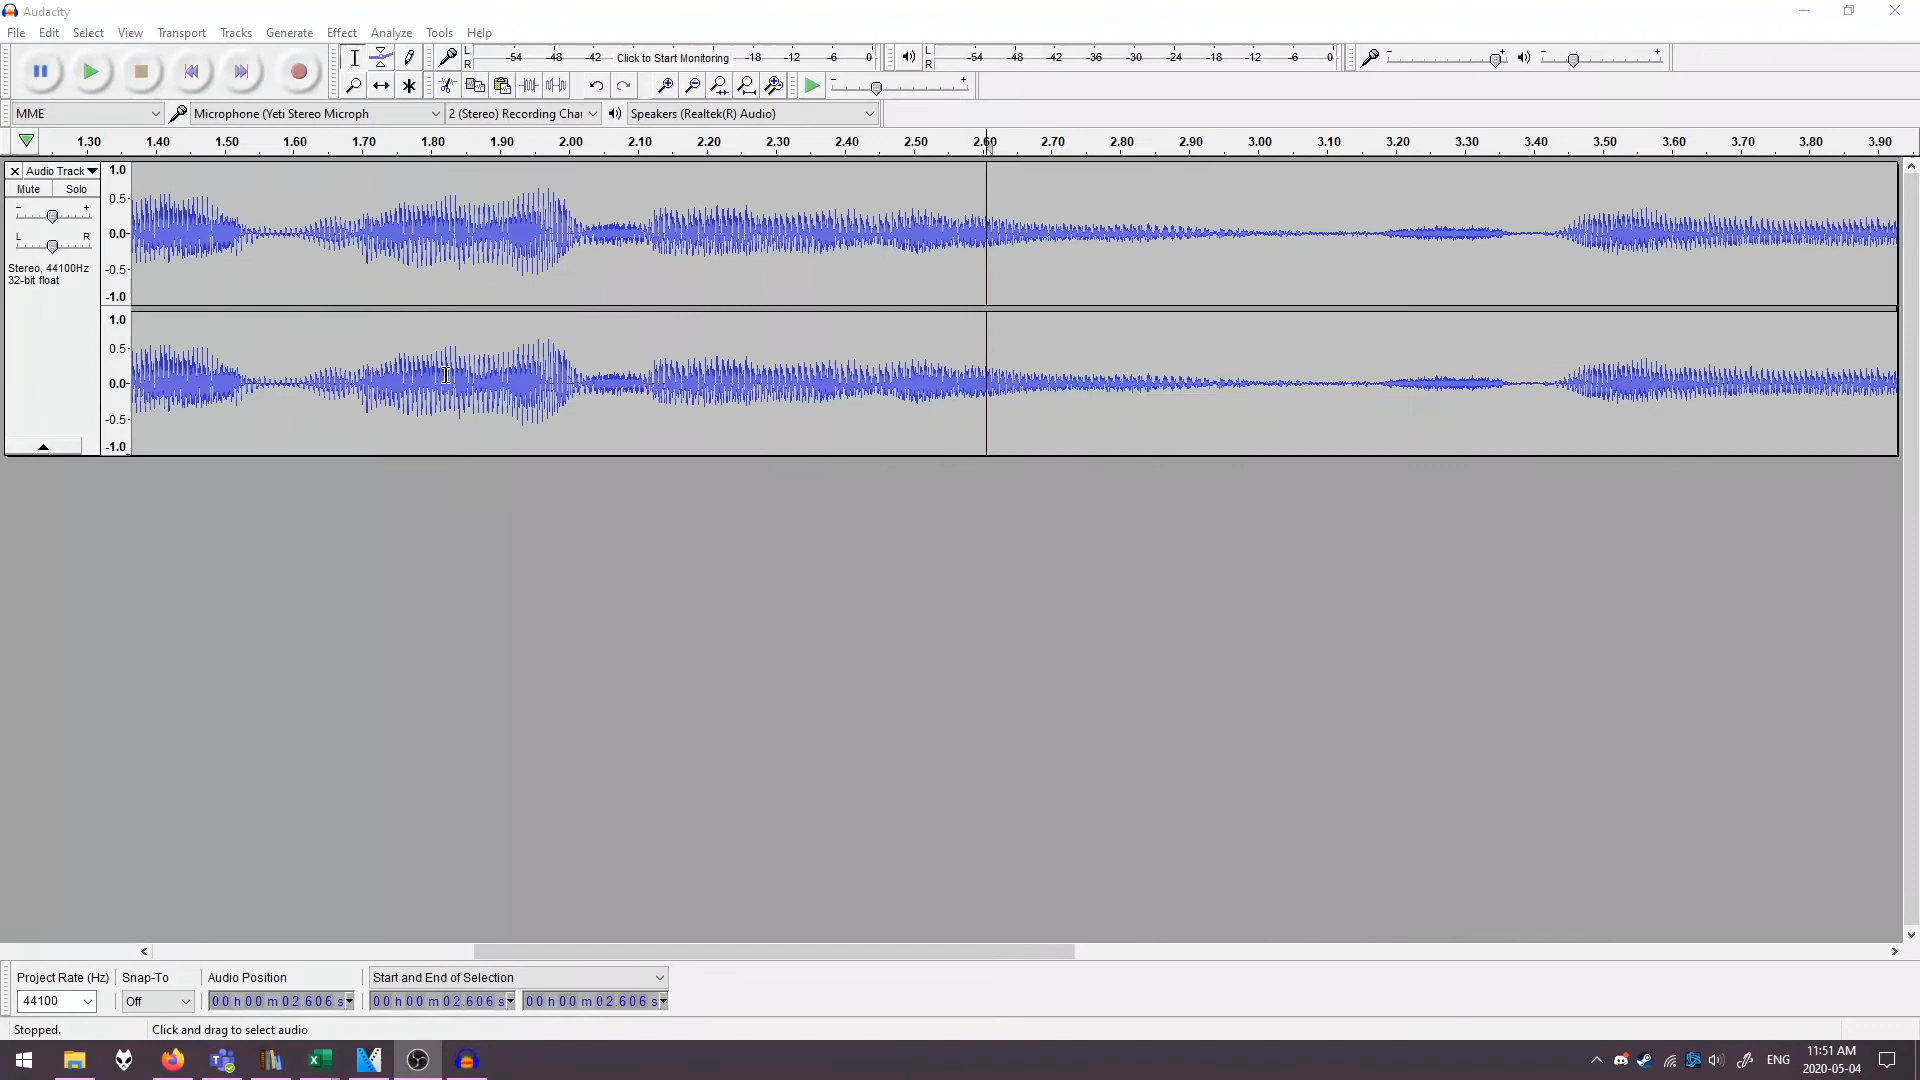 Audacity
File Edit Select View Transport Tracks Generate Effect Analyze Tools Help
L R -54 -48 -42 Click to Start Monitoring -18 -12 -6 0 L R -54 -48 -42 -36 -30 -24 -18 -12 -6 0
MME Microphone (Yeti Stereo Microph 2 (Stereo) Recording Chai Speakers (Realtek(R) Audio)
1.30 1.40 1.50 1.60 1.70 1.80 1.90 2.00 2.10 2.20 2.30 2.40 2.50 2.60 2.70 2.80 2.90 3.00 3.10 3.20 3.30 3.40 3.50 3.60 3.70 3.80 3.90
Audio Track 1.0
Mute Solo
0.5
L R 0.0
Stereo, 44100Hz -0.5
32-bit float
-1.0
1.0
0.5
0.0
-0.5
-1.0
Project Rate (Hz) Snap-To Audio Position Start and End of Selection
44100 Off 00 h 00 m 02.606 s 00 h 00 m 02.606 s 00 h 00 m 02.606 s
Stopped. Click and drag to select audio
ENG 11:51 AM
2020-05-04